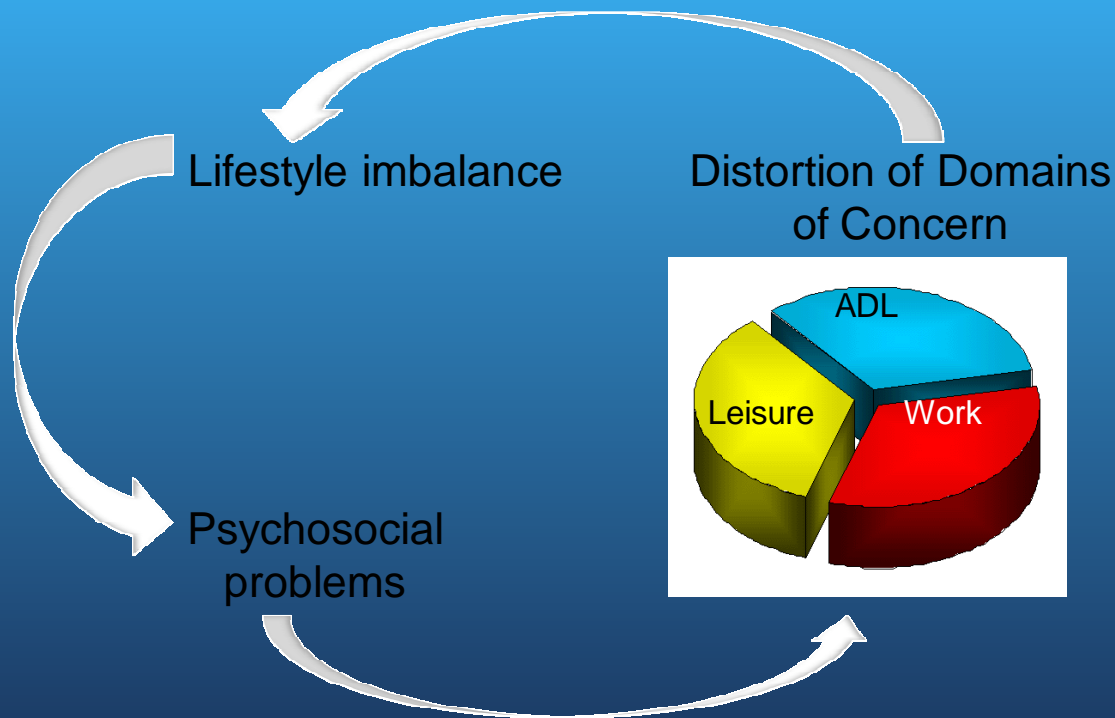 Lifestyle imbalance
Distortion of Domains
of Concern
ADL
Leisure
Work
Psychosocial
problems